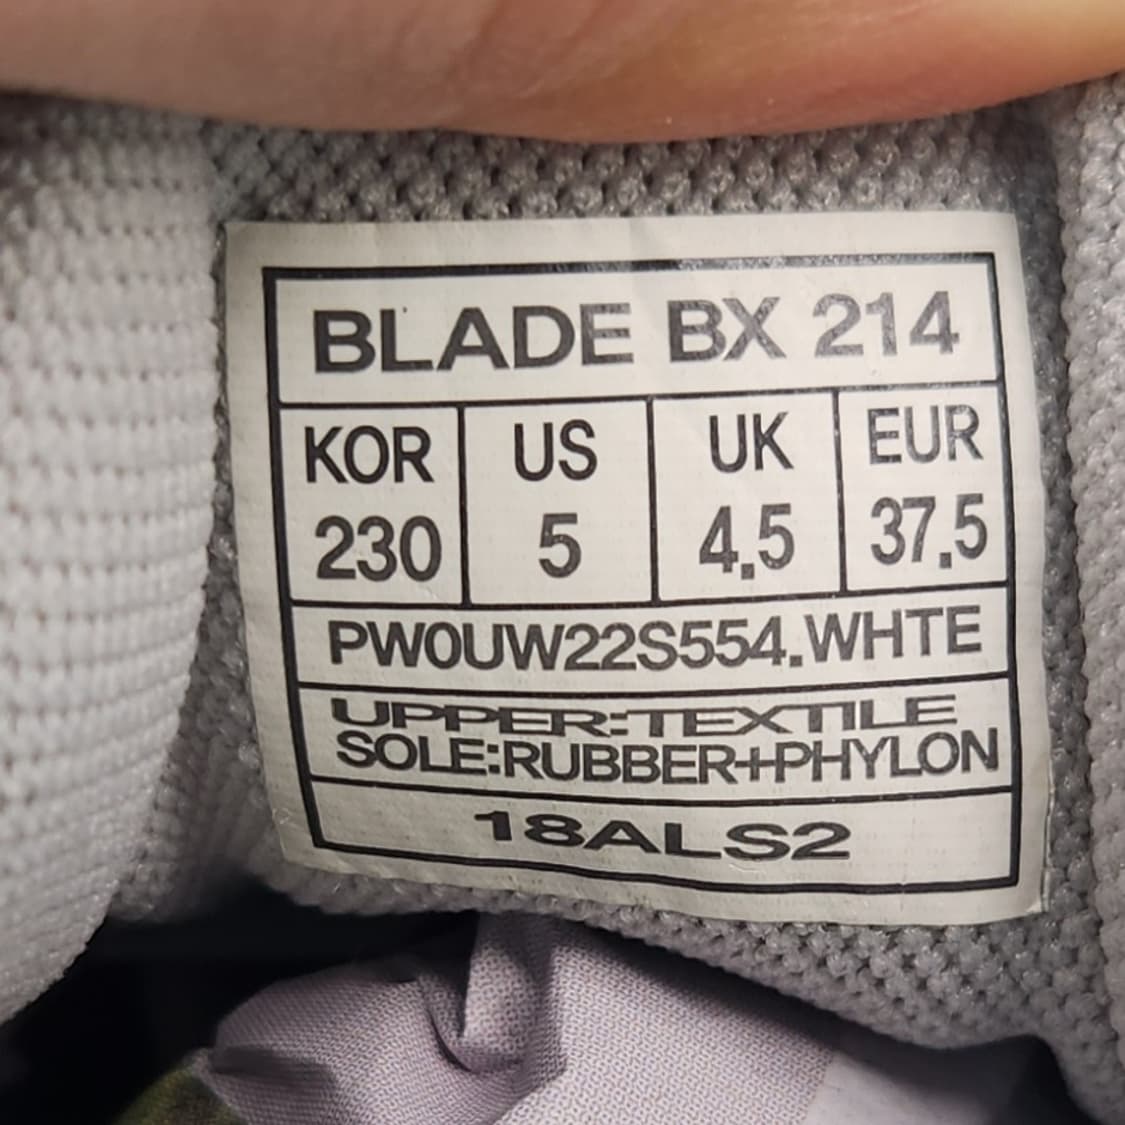 BLADE BX 214
KOR US UK EUR
230 5 4.5 37.5
PW0UW22S554.WHTE
UPPER:TEXTILE
SOLE:RUBBER+PHYLON
18ALS2